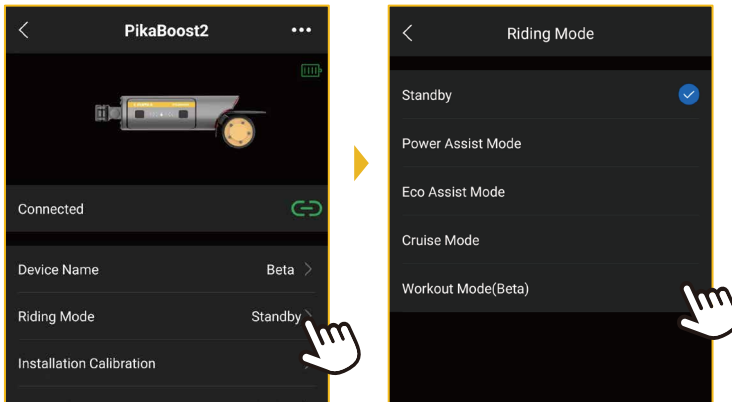 PikaBoost2
Connected
Device Name Beta
Riding Mode Standby
Installation Calibration
Riding Mode
Standby
Power Assist Mode
Eco Assist Mode
Cruise Mode
Workout Mode(Beta)